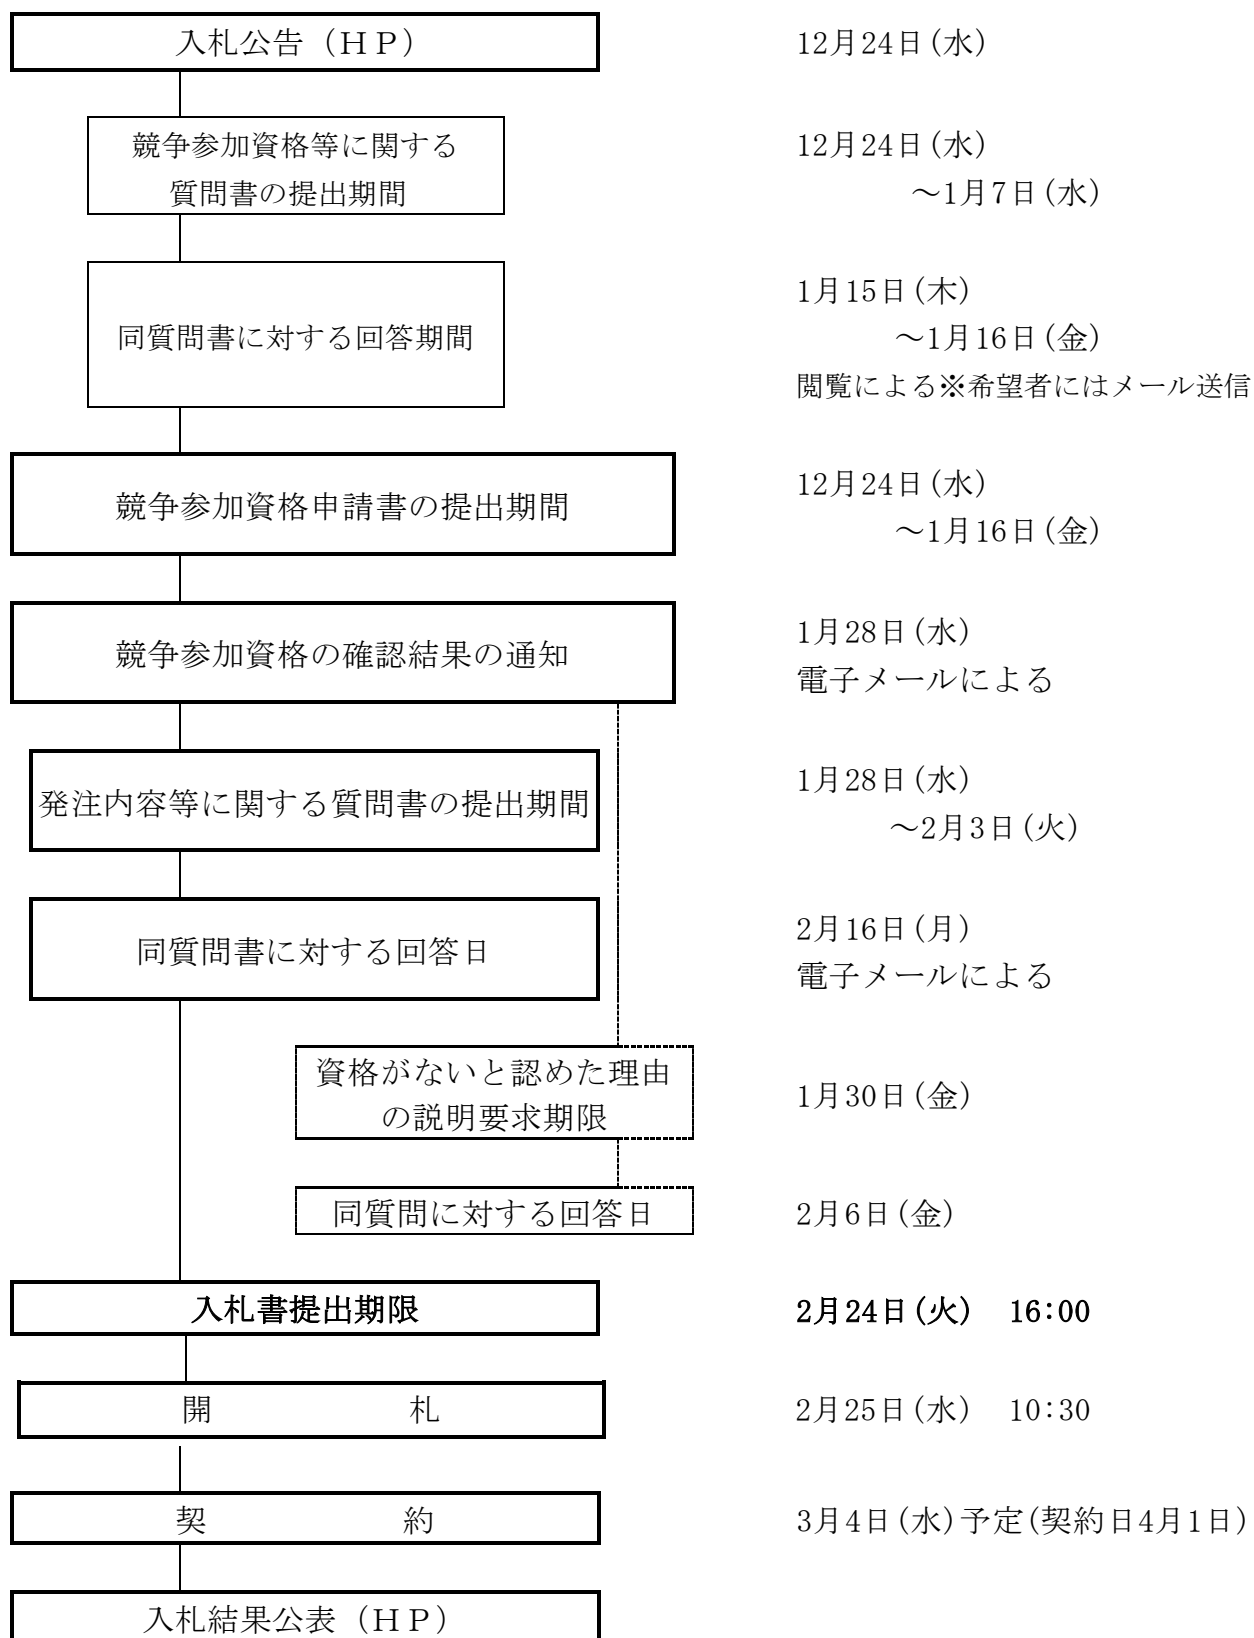 入札公告（ＨＰ）
12月24日(水)
競争参加資格等に関する
質問書の提出期間
12月24日(水)
～1月7日(水)
同質問書に対する回答期間
1月15日(木)
～1月16日(金)
閲覧による※希望者にはメール送信
競争参加資格申請書の提出期間
12月24日(水)
～1月16日(金)
競争参加資格の確認結果の通知
1月28日(水)
電子メールによる
発注内容等に関する質問書の提出期間
1月28日(水)
～2月3日(火)
同質問書に対する回答日
2月16日(月)
電子メールによる
資格がないと認めた理由
の説明要求期限
1月30日(金)
同質問に対する回答日
2月6日(金)
入札書提出期限
2月24日(火)　16:00
開　　　　　　札
2月25日(水)　10:30
契　　　　　　約
3月4日(水)予定(契約日4月1日)
入札結果公表（ＨＰ）